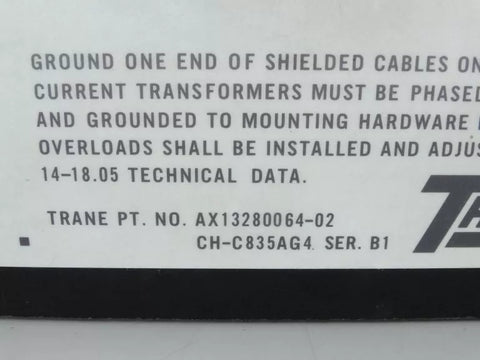 GROUND ONE END OF SHIELDED CABLES ON
CURRENT TRANSFORMERS MUST BE PHASED
AND GROUNDED TO MOUNTING HARDWARE
OVERLOADS SHALL BE INSTALLED AND ADJUS
14-18.05 TECHNICAL DATA.
TRANE PT. NO. AX13280064-02
CH-C835AG4 SER. B1